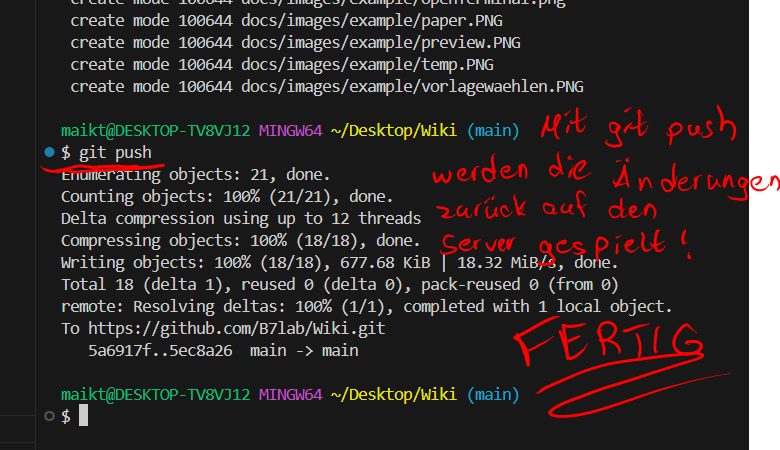 create mode 100644 docs/images/example/openTerminal.png
create mode 100644 docs/images/example/paper.PNG
create mode 100644 docs/images/example/preview.PNG
create mode 100644 docs/images/example/temp.PNG
create mode 100644 docs/images/example/vorlagewaehlen.PNG
maikt@DESKTOP-TV8VJ12 MINGW64 ~/Desktop/Wiki (main)
$ git push
Enumerating objects: 21, done.
Counting objects: 100% (21/21), done.
Delta compression using up to 12 threads
Compressing objects: 100% (18/18), done.
Writing objects: 100% (18/18), 677.68 KiB | 18.32 MiB/s, done.
Total 18 (delta 1), reused 0 (delta 0), pack-reused 0 (from 0)
remote: Resolving deltas: 100% (1/1), completed with 1 local object.
To https://github.com/B7lab/Wiki.git
5a6917f..5ec8a26  main -> main
maikt@DESKTOP-TV8VJ12 MINGW64 ~/Desktop/Wiki (main)
$
Mit git push
werden die Änderungen
zurück auf den
Server gespielt!
FERTIG